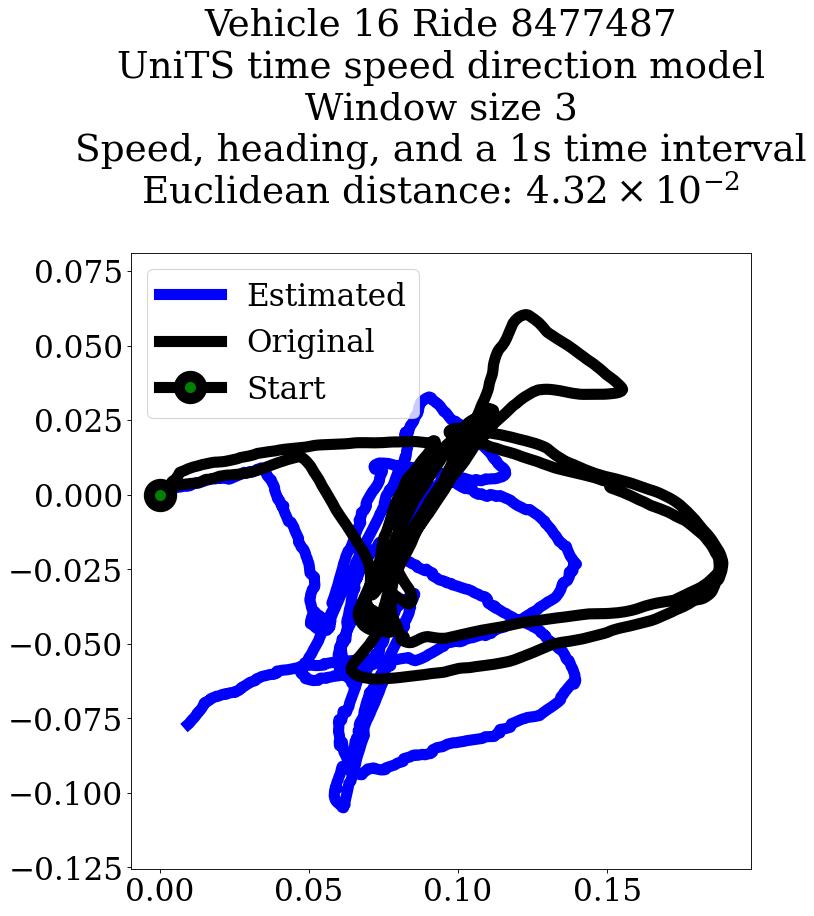 Vehicle 16 Ride 8477487
UniTS time speed direction model
Window size 3
Speed, heading, and a 1s time interval
Euclidean distance: 4.32 × 10⁻²
0.075
0.050
0.025
0.000
−0.025
−0.050
−0.075
−0.100
−0.125
Estimated
Original
Start
0.00 0.05 0.10 0.15